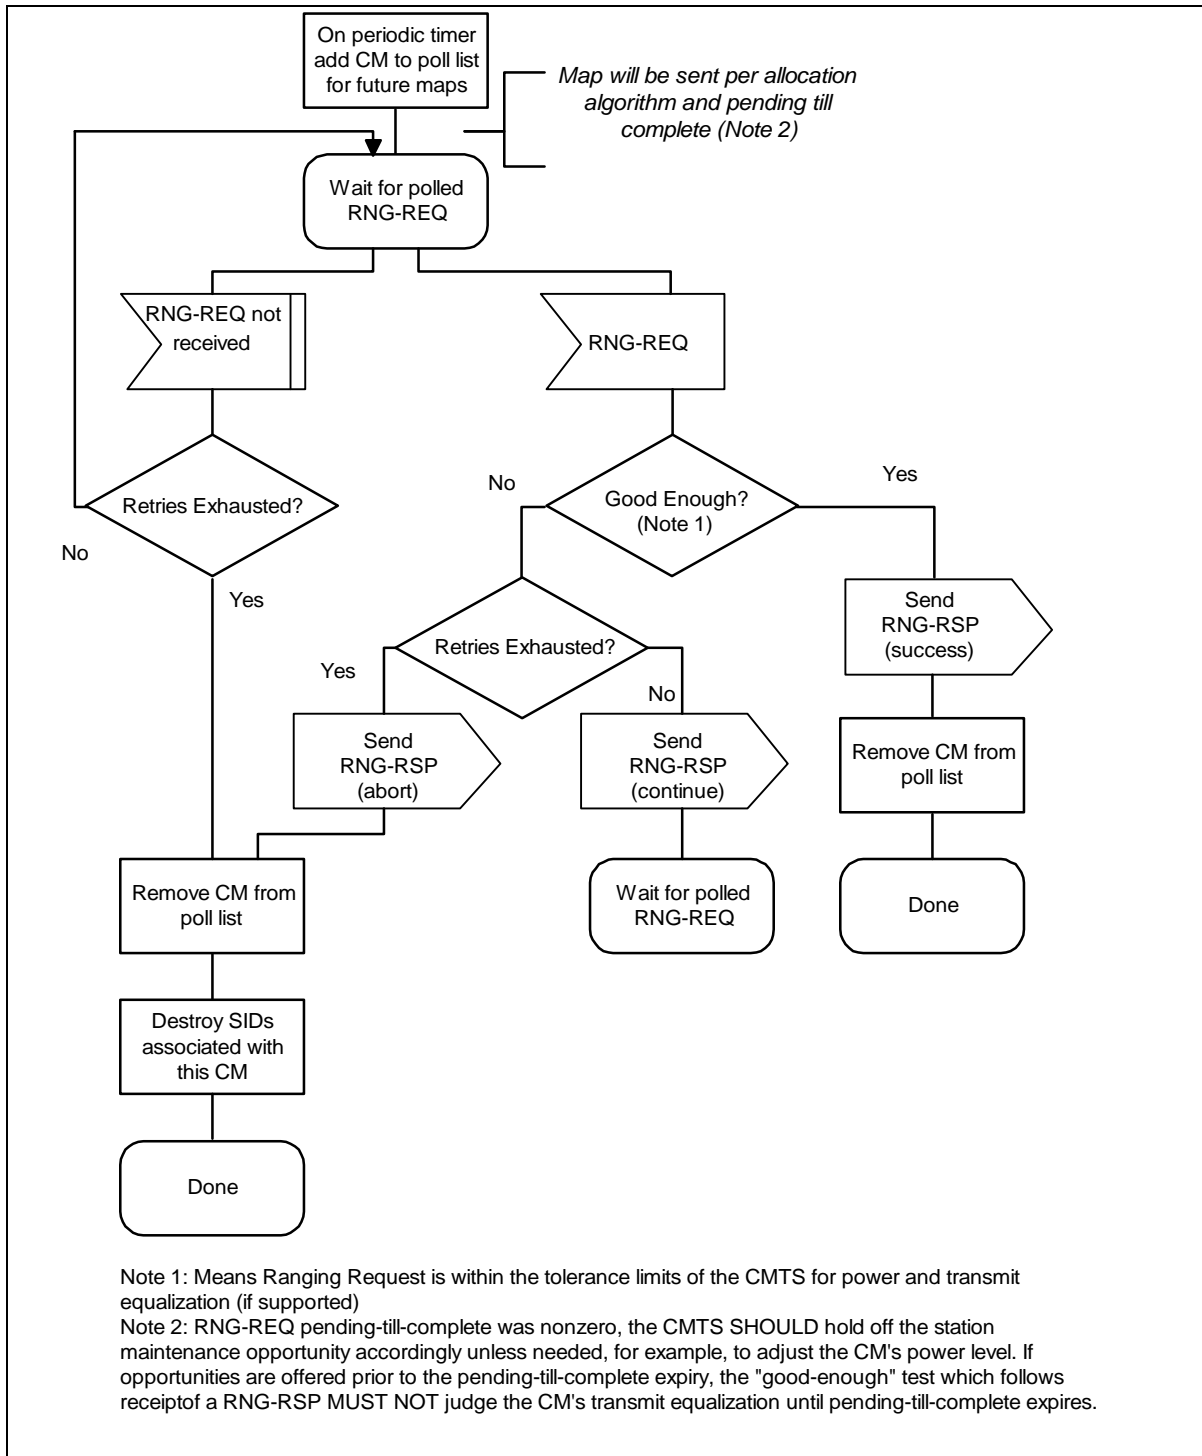 On periodic timer
add CM to poll list
for future maps
Map will be sent per allocation
algorithm and pending till
complete (Note 2)
Wait for polled
RNG-REQ
RNG-REQ not
received
RNG-REQ
Retries Exhausted?
No
Yes
No
Good Enough?
(Note 1)
Yes
Retries Exhausted?
Yes
No
Send
RNG-RSP
(success)
Send
RNG-RSP
(abort)
Send
RNG-RSP
(continue)
Remove CM from
poll list
Remove CM from
poll list
Wait for polled
RNG-REQ
Done
Destroy SIDs
associated with
this CM
Done
Note 1: Means Ranging Request is within the tolerance limits of the CMTS for power and transmit
equalization (if supported)
Note 2: RNG-REQ pending-till-complete was nonzero, the CMTS SHOULD hold off the station
maintenance opportunity accordingly unless needed, for example, to adjust the CM's power level. If
opportunities are offered prior to the pending-till-complete expiry, the "good-enough" test which follows
receiptof a RNG-RSP MUST NOT judge the CM's transmit equalization until pending-till-complete expires.